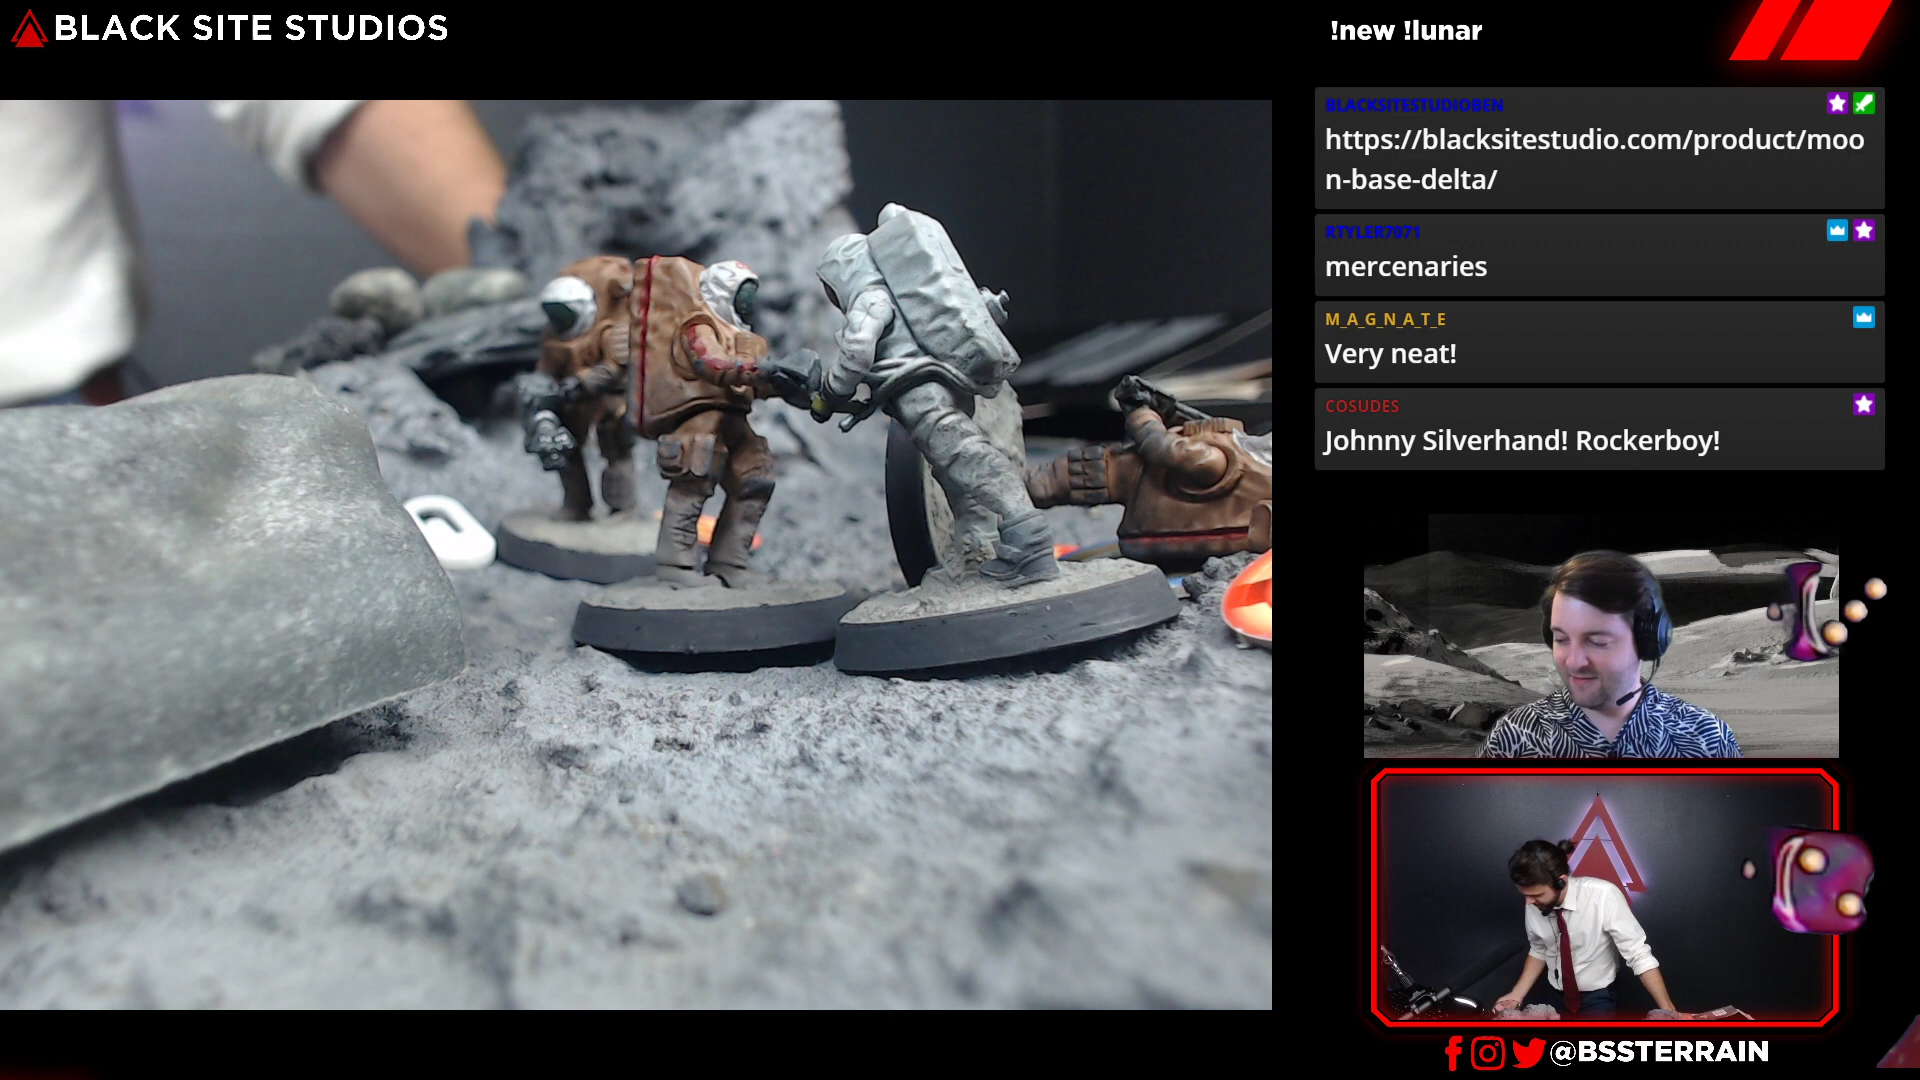 BLACK SITE STUDIOS
!new !lunar
BLACKSITESTUDIOBEN
https://blacksitestudio.com/product/moo
n-base-delta/
RTYLER7071
mercenaries
M_A_G_N_A_T_E
Very neat!
COSUDES
Johnny Silverhand! Rockerboy!
@BSSTERRAIN